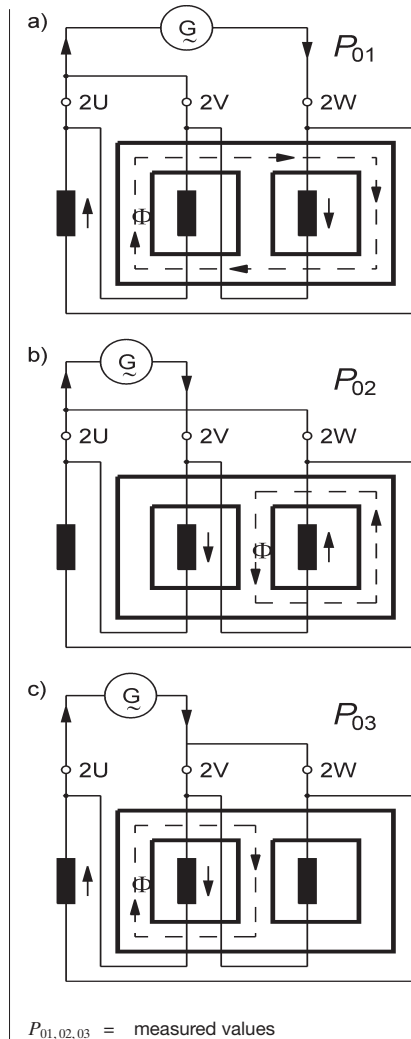 a)
G
~
P01
2U 2V 2W
Φ
b)
G
~
P02
2U 2V 2W
Φ
c)
G
~
P03
2U 2V 2W
Φ
P01,02,03 = measured values